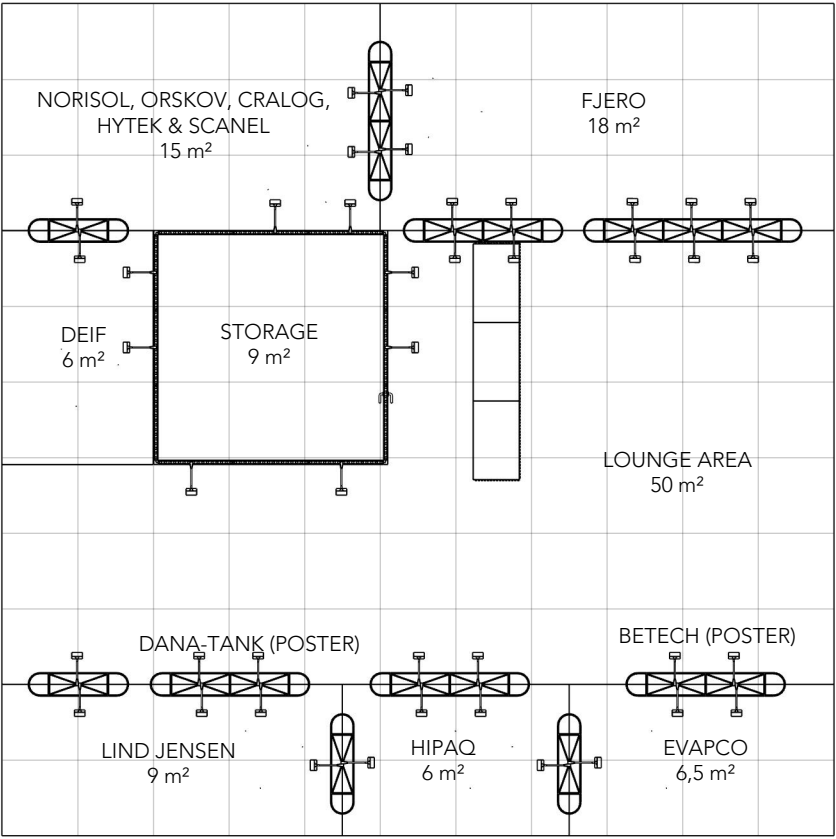 NORISOL, ORSKOV, CRALOG,
HYTEK & SCANEL
15 m²
FJERO
18 m²
DEIF
6 m²
STORAGE
9 m²
LOUNGE AREA
50 m²
DANA-TANK (POSTER)
BETECH (POSTER)
LIND JENSEN
9 m²
HIPAQ
6 m²
EVAPCO
6,5 m²